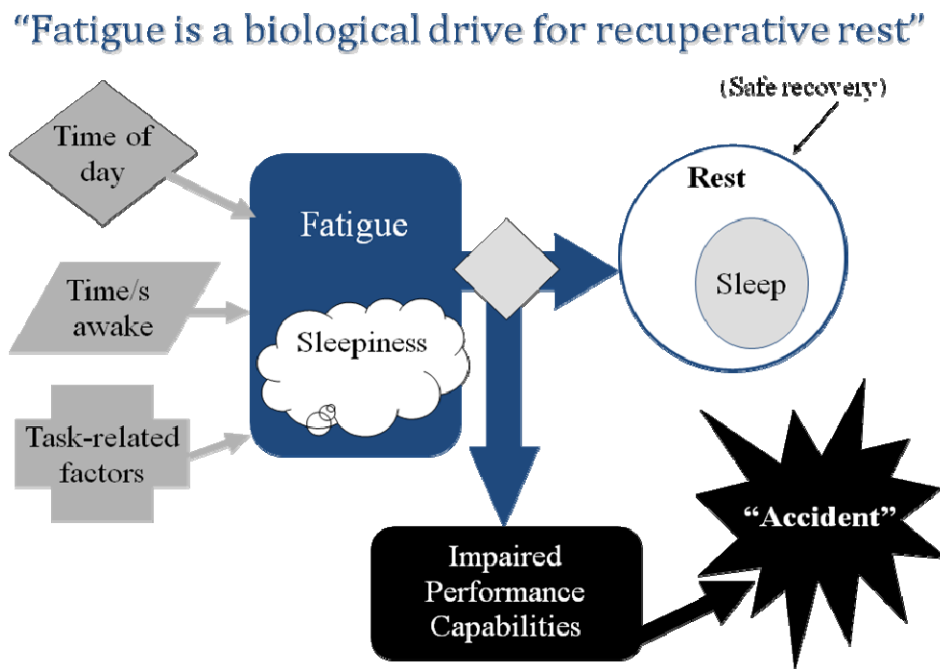 “Fatigue is a biological drive for recuperative rest”
(Safe recovery)
Time of
day
Fatigue
Rest
Sleep
Time/s
awake
Sleepiness
Task-related
factors
“Accident”
Impaired
Performance
Capabilities